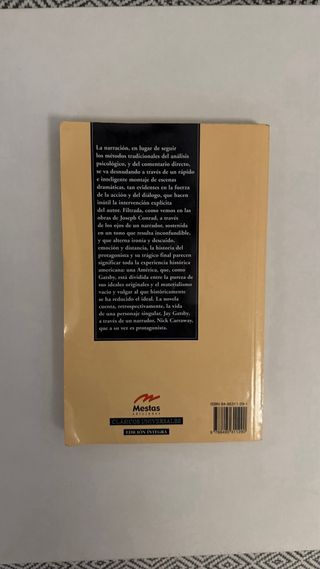 La narración, en lugar de seguir
los métodos tradicionales del análisis
psicológico, y del comentario directo,
se va desnudando a través de un rápido
e inteligente montaje de escenas
dramáticas, tan evidentes en la fuerza
de la acción y del diálogo, que hacen
inútil la intervención explícita
del autor. Filtrada, como vemos en las
obras de Joseph Conrad, a través
de los ejos de un narrador, sostenida
en un tono que resulta inconfundible,
y que alterna ironía y descuido,
emoción y distancia, la historia del
protagonista y su trágico final parecen
significar toda la experiencia histórica
americana: una América, que, como
Gatsby, está dividida entre la pureza de
sus ideales originales y el materialismo
vacío y vulgar al que históricamente
se ha reducido el ideal. La novela
cuenta, retrospectivamente, la vida
de una personaje singular, Jay Gatsby,
a través de un narrador, Nick Carraway,
que a su vez es protagonista.
Mestas
ediciones
CLÁSICOS UNIVERSALES
EDICIÓN ÍNTEGRA